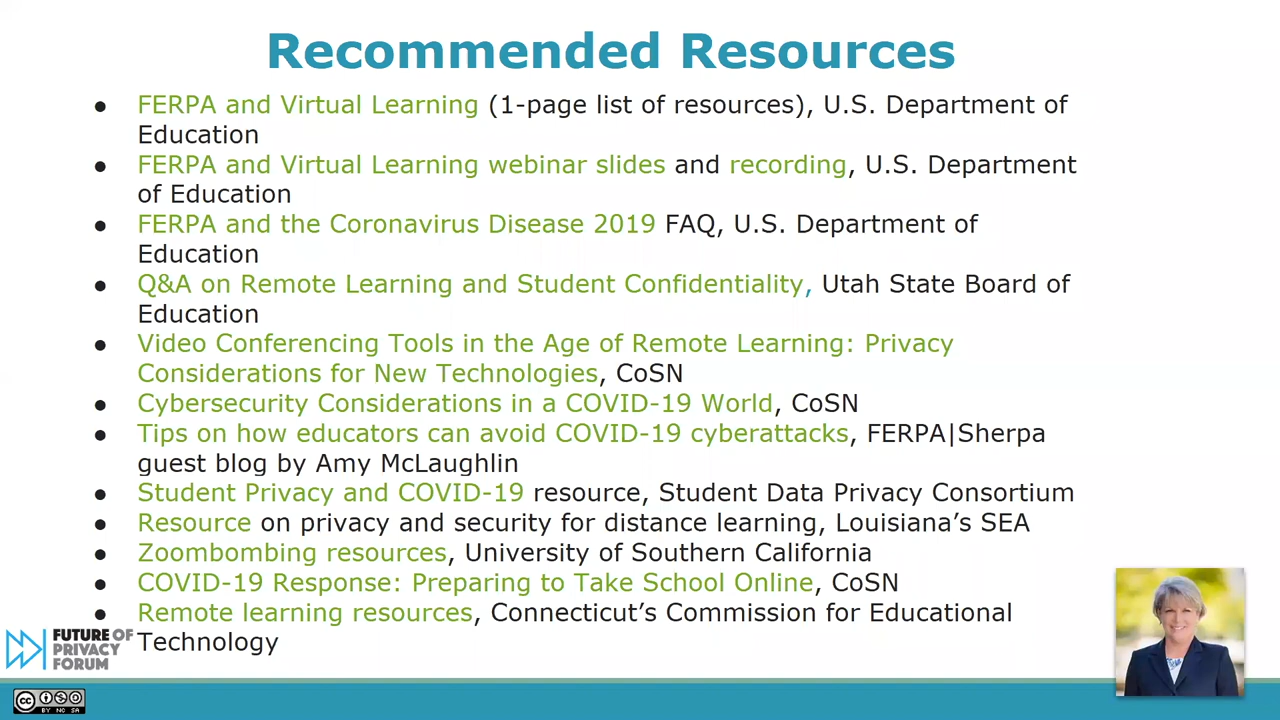 Recommended Resources
● FERPA and Virtual Learning (1-page list of resources), U.S. Department of
Education
● FERPA and Virtual Learning webinar slides and recording, U.S. Department
of Education
● FERPA and the Coronavirus Disease 2019 FAQ, U.S. Department of
Education
● Q&A on Remote Learning and Student Confidentiality, Utah State Board of
Education
● Video Conferencing Tools in the Age of Remote Learning: Privacy
Considerations for New Technologies, CoSN
● Cybersecurity Considerations in a COVID-19 World, CoSN
● Tips on how educators can avoid COVID-19 cyberattacks, FERPA|Sherpa
guest blog by Amy McLaughlin
● Student Privacy and COVID-19 resource, Student Data Privacy Consortium
● Resource on privacy and security for distance learning, Louisiana’s SEA
● Zoombombing resources, University of Southern California
● COVID-19 Response: Preparing to Take School Online, CoSN
● Remote learning resources, Connecticut’s Commission for Educational
Technology
FUTURE OF
PRIVACY
FORUM
cc
BY NC SA